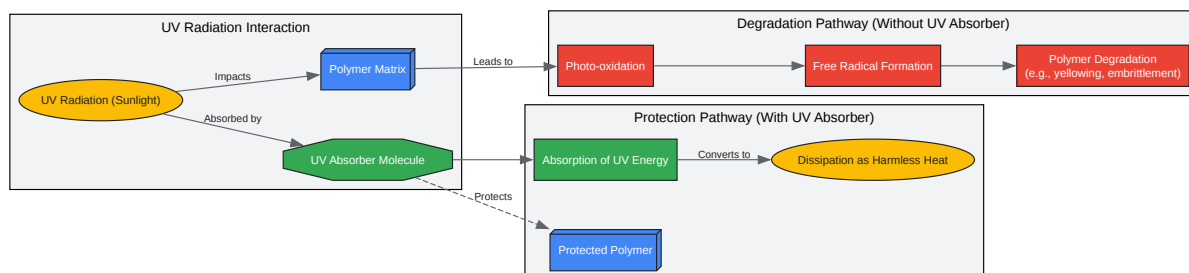 UV Radiation Interaction
UV Radiation (Sunlight)
Impacts
Absorbed by
Polymer Matrix
UV Absorber Molecule
Leads to
Protects
Degradation Pathway (Without UV Absorber)
Photo-oxidation
Free Radical Formation
Polymer Degradation
(e.g., yellowing, embrittlement)
Protection Pathway (With UV Absorber)
Absorption of UV Energy
Converts to
Dissipation as Harmless Heat
Protected Polymer